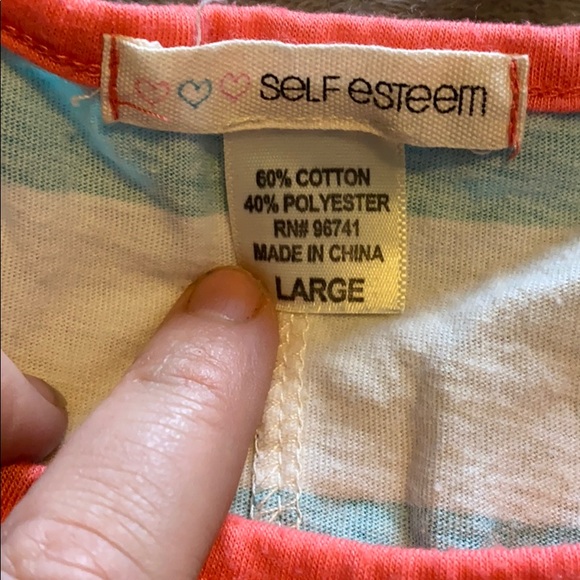 SELF ESTEEM
60% COTTON
40% POLYESTER
RN# 96741
MADE IN CHINA
LARGE